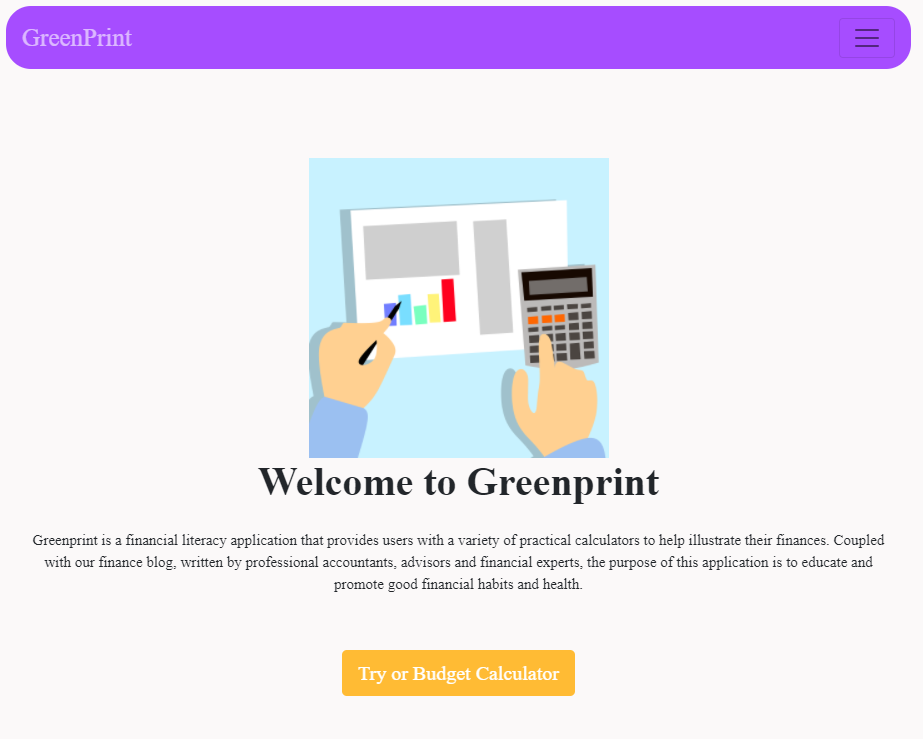 GreenPrint
Welcome to Greenprint
Greenprint is a financial literacy application that provides users with a variety of practical calculators to help illustrate their finances. Coupled
with our finance blog, written by professional accountants, advisors and financial experts, the purpose of this application is to educate and
promote good financial habits and health.
Try or Budget Calculator